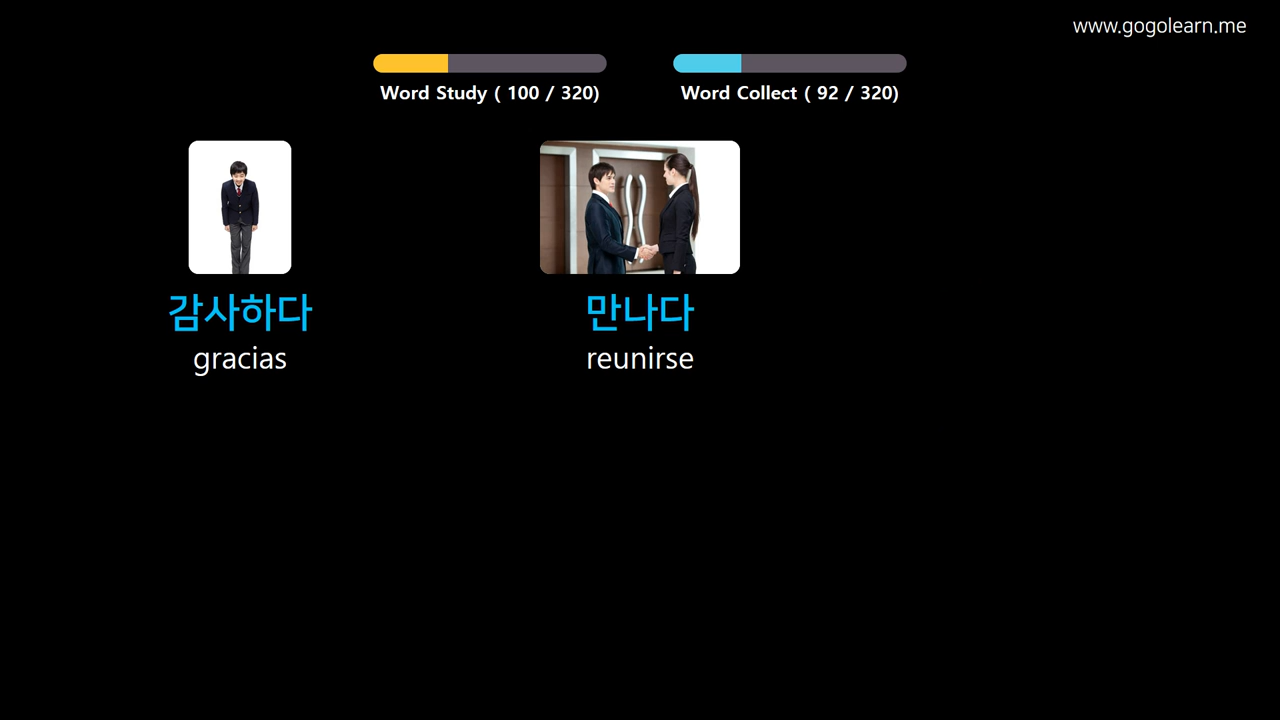 www.gogolearn.me
Word Study ( 100 / 320)
Word Collect ( 92 / 320)
감사하다
gracias
만나다
reunirse